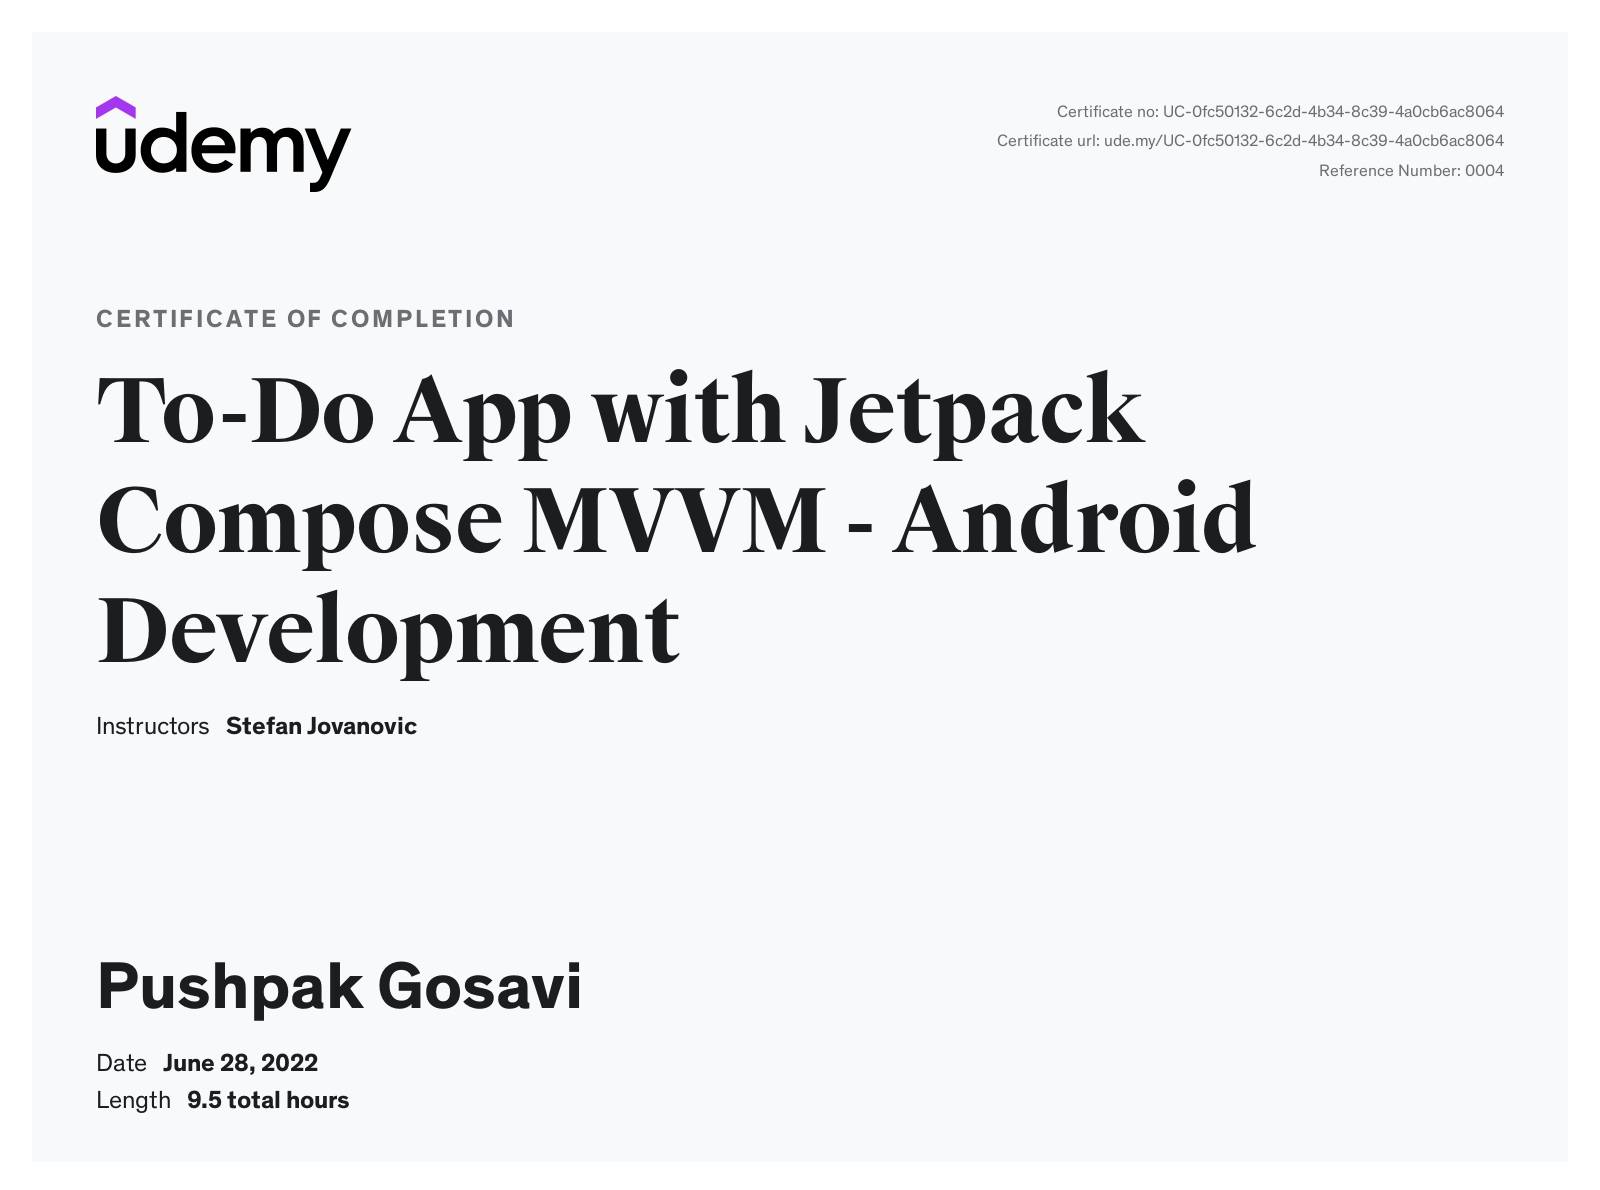 udemy
Certificate no: UC-0fc50132-6c2d-4b34-8c39-4a0cb6ac8064
Certificate url: ude.my/UC-0fc50132-6c2d-4b34-8c39-4a0cb6ac8064
Reference Number: 0004
CERTIFICATE OF COMPLETION
To-Do App with Jetpack
Compose MVVM - Android
Development
Instructors Stefan Jovanovic
Pushpak Gosavi
Date June 28, 2022
Length 9.5 total hours